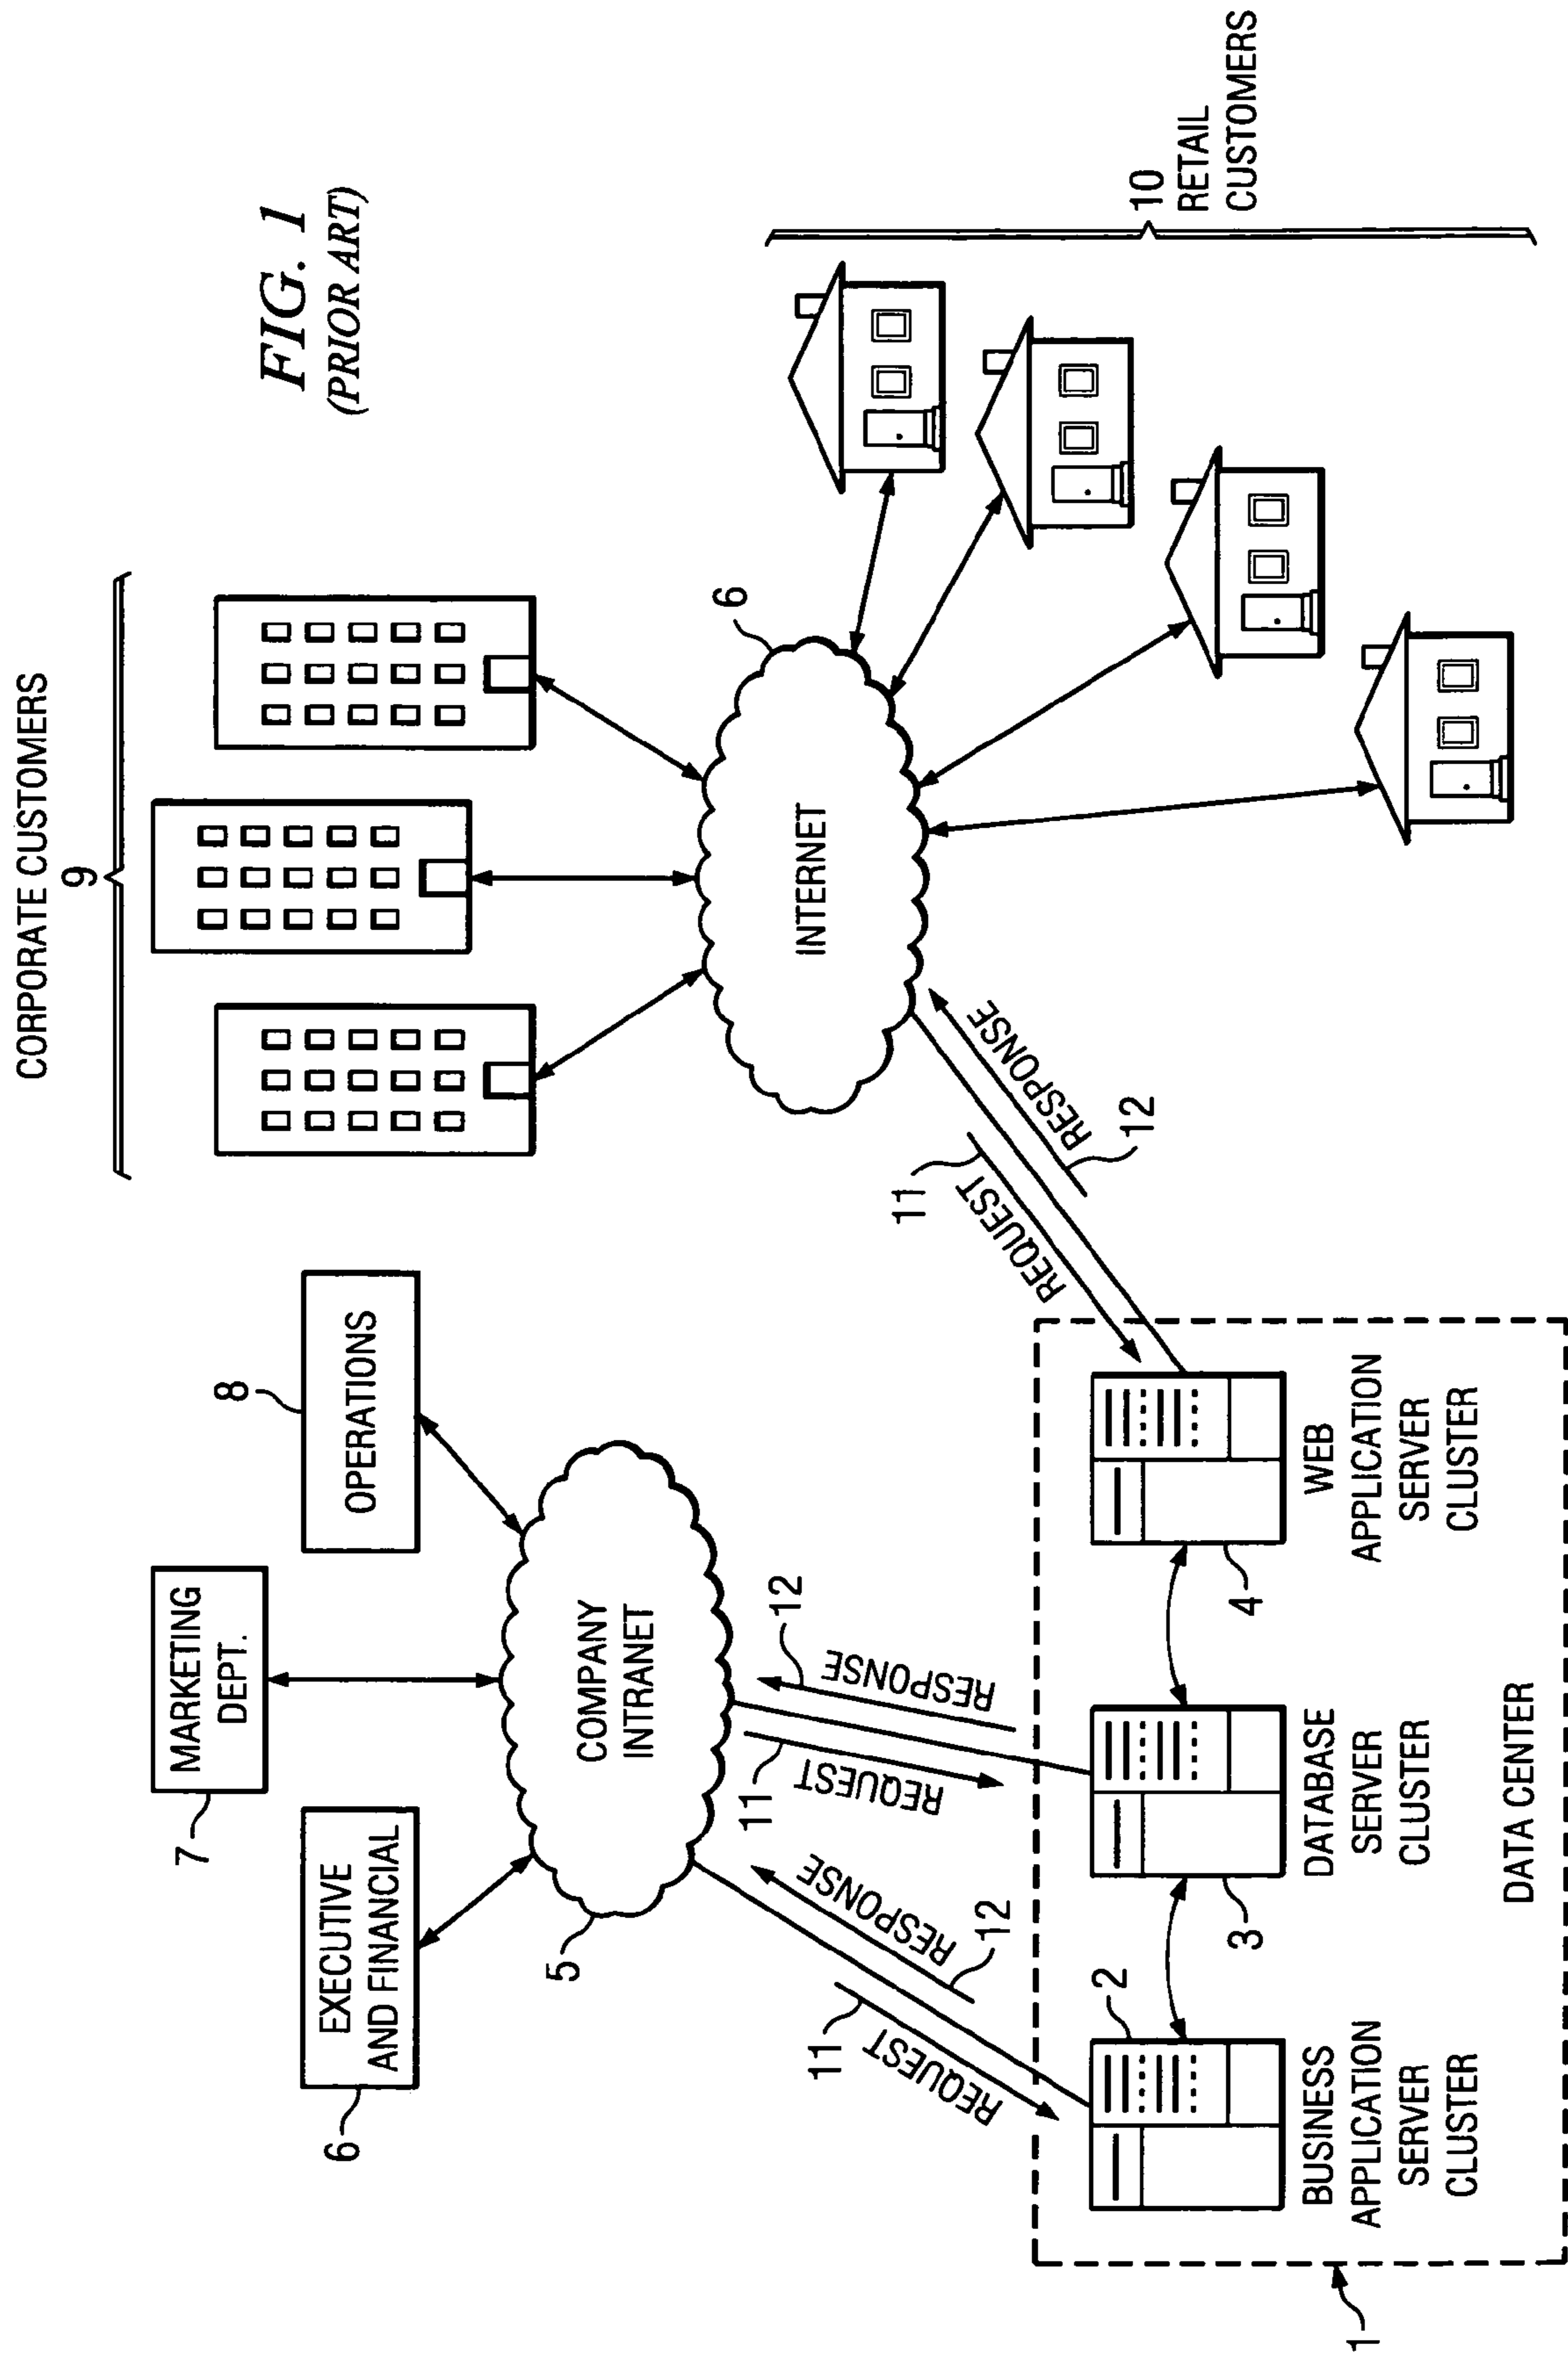 FIG. 1
(PRIOR ART)
CORPORATE CUSTOMERS
9
7
MARKETING
DEPT.
6
EXECUTIVE
AND FINANCIAL
8
OPERATIONS
5
COMPANY
INTRANET
6
INTERNET
10
RETAIL
CUSTOMERS
11
REQUEST
RESPONSE
12
11
REQUEST
RESPONSE
12
11
REQUEST
RESPONSE
12
1
2
BUSINESS
APPLICATION
SERVER
CLUSTER
3
DATABASE
SERVER
CLUSTER
4
WEB
APPLICATION
SERVER
CLUSTER
DATA CENTER